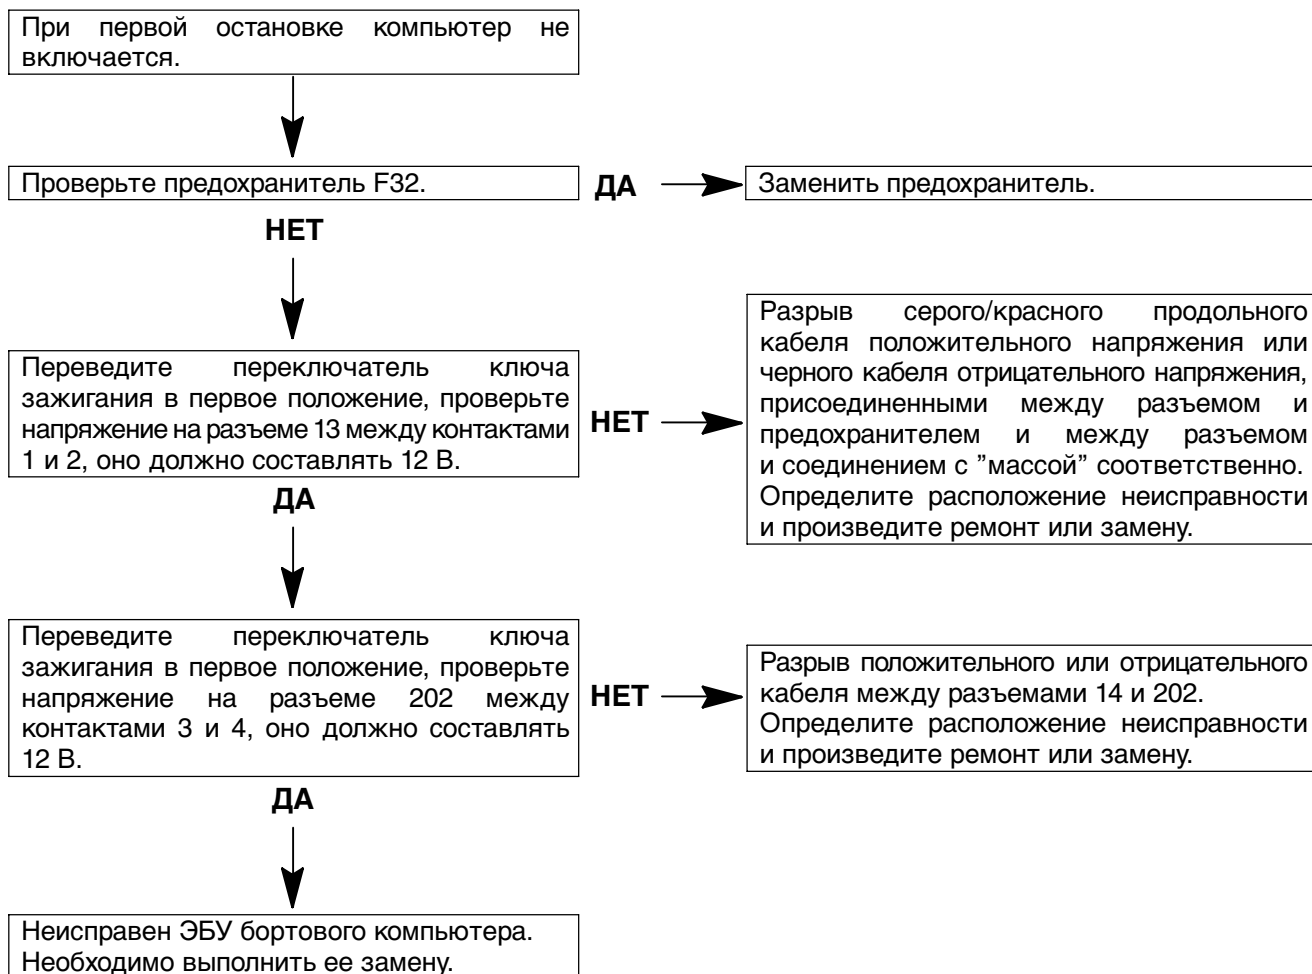 При первой остановке компьютер не
включается.
Проверьте предохранитель F32.
ДА
Заменить предохранитель.
НЕТ
Переведите переключатель ключа
зажигания в первое положение, проверьте
напряжение на разъеме 13 между контактами
1 и 2, оно должно составлять 12 В.
НЕТ
Разрыв серого/красного продольного
кабеля положительного напряжения или
черного кабеля отрицательного напряжения,
присоединенными между разъемом и
предохранителем и между разъемом
и соединением с ”массой” соответственно.
Определите расположение неисправности
и произведите ремонт или замену.
ДА
Переведите переключатель ключа
зажигания в первое положение, проверьте
напряжение на разъеме 202 между
контактами 3 и 4, оно должно составлять
12 В.
НЕТ
Разрыв положительного или отрицательного
кабеля между разъемами 14 и 202.
Определите расположение неисправности
и произведите ремонт или замену.
ДА
Неисправен ЭБУ бортового компьютера.
Необходимо выполнить ее замену.